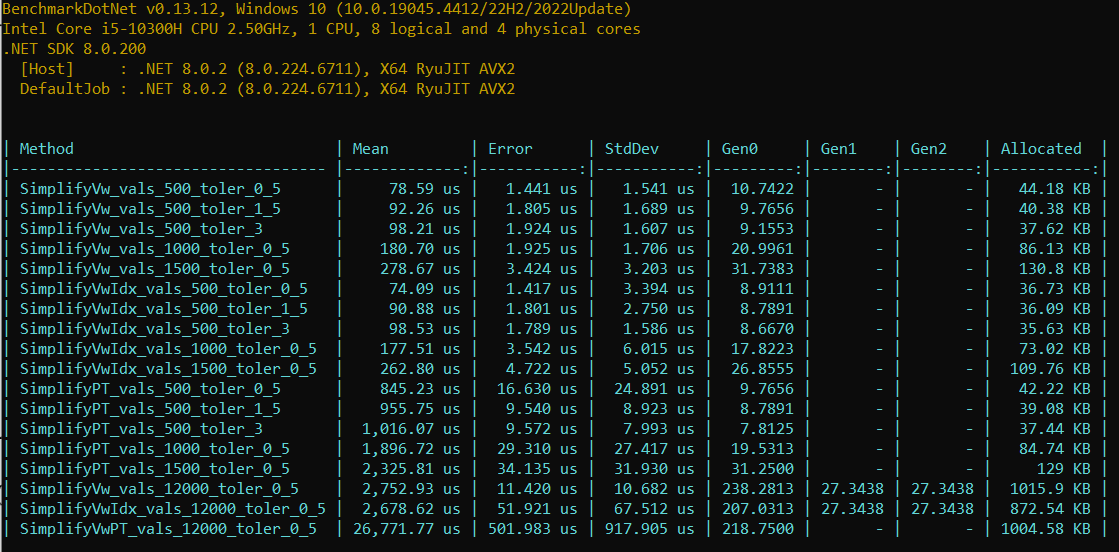 BenchmarkDotNet v0.13.12, Windows 10 (10.0.19045.4412/22H2/2022Update)
Intel Core i5-10300H CPU 2.50GHz, 1 CPU, 8 logical and 4 physical cores
.NET SDK 8.0.200
  [Host]     : .NET 8.0.2 (8.0.224.6711), X64 RyuJIT AVX2
  DefaultJob : .NET 8.0.2 (8.0.224.6711), X64 RyuJIT AVX2
| Method | Mean | Error | StdDev | Gen0 | Gen1 | Gen2 | Allocated |
|------------------------------- |------------:|-----------:|-----------:|---------:|--------:|--------:|-----------:|
| SimplifyVw_vals_500_toler_0_5 | 78.59 us | 1.441 us | 1.541 us | 10.7422 | - | - | 44.18 KB |
| SimplifyVw_vals_500_toler_1_5 | 92.26 us | 1.805 us | 1.689 us | 9.7656 | - | - | 40.38 KB |
| SimplifyVw_vals_500_toler_3 | 98.21 us | 1.924 us | 1.607 us | 9.1553 | - | - | 37.62 KB |
| SimplifyVw_vals_1000_toler_0_5 | 180.70 us | 1.925 us | 1.706 us | 20.9961 | - | - | 86.13 KB |
| SimplifyVw_vals_1500_toler_0_5 | 278.67 us | 3.424 us | 3.203 us | 31.7383 | - | - | 130.8 KB |
| SimplifyVwIdx_vals_500_toler_0_5 | 74.09 us | 1.417 us | 3.394 us | 8.9111 | - | - | 36.73 KB |
| SimplifyVwIdx_vals_500_toler_1_5 | 90.88 us | 1.801 us | 2.750 us | 8.7891 | - | - | 36.09 KB |
| SimplifyVwIdx_vals_500_toler_3 | 98.53 us | 1.789 us | 1.586 us | 8.6670 | - | - | 35.63 KB |
| SimplifyVwIdx_vals_1000_toler_0_5 | 177.51 us | 3.542 us | 6.015 us | 17.8223 | - | - | 73.02 KB |
| SimplifyVwIdx_vals_1500_toler_0_5 | 262.80 us | 4.722 us | 5.052 us | 26.8555 | - | - | 109.76 KB |
| SimplifyPT_vals_500_toler_0_5 | 845.23 us | 16.630 us | 24.891 us | 9.7656 | - | - | 42.22 KB |
| SimplifyPT_vals_500_toler_1_5 | 955.75 us | 9.540 us | 8.923 us | 8.7891 | - | - | 39.08 KB |
| SimplifyPT_vals_500_toler_3 | 1,016.07 us | 9.572 us | 7.993 us | 7.8125 | - | - | 37.44 KB |
| SimplifyPT_vals_1000_toler_0_5 | 1,896.72 us | 29.310 us | 27.417 us | 19.5313 | - | - | 84.74 KB |
| SimplifyPT_vals_1500_toler_0_5 | 2,325.81 us | 34.135 us | 31.930 us | 31.2500 | - | - | 129 KB |
| SimplifyVw_vals_12000_toler_0_5 | 2,752.93 us | 11.420 us | 10.682 us | 238.2813 | 27.3438 | 27.3438 | 1015.9 KB |
| SimplifyVwIdx_vals_12000_toler_0_5 | 2,678.62 us | 51.921 us | 67.512 us | 207.0313 | 27.3438 | 27.3438 | 872.54 KB |
| SimplifyVwPT_vals_12000_toler_0_5 | 26,771.77 us | 501.983 us | 917.905 us | 218.7500 | - | - | 1004.58 KB |